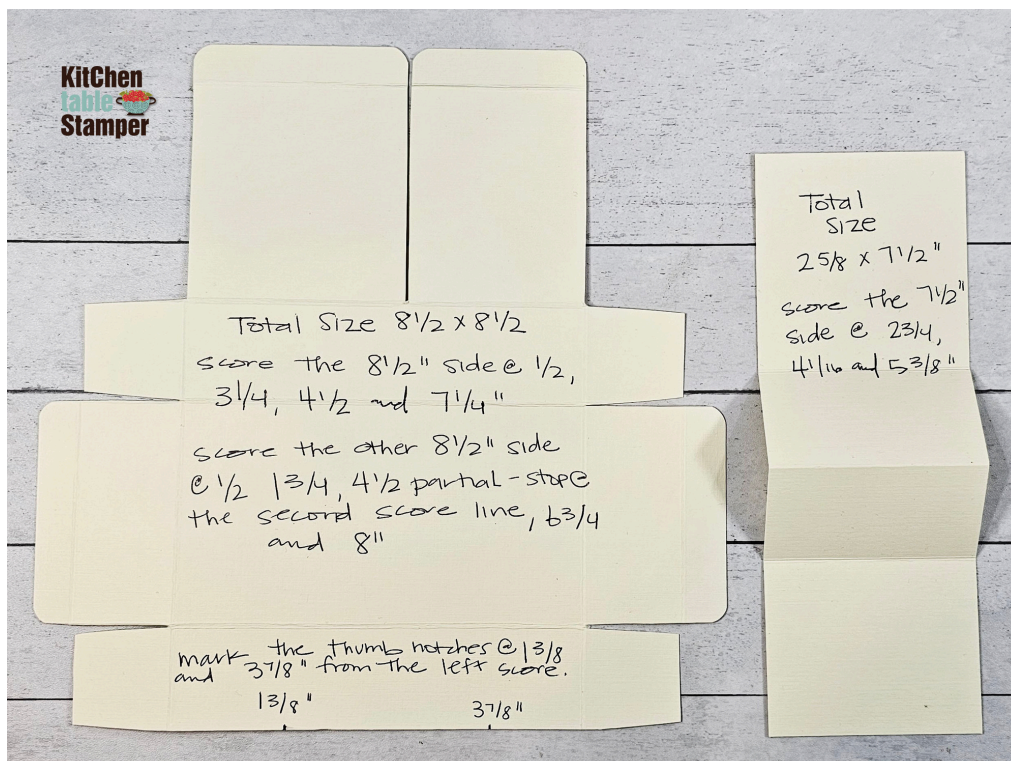 KitChen
table
Stamper
Total Size 8 1/2 x 8 1/2
score the 8 1/2" side @ 1/2,
3 1/4, 4 1/2 and 7 1/4"
score the other 8 1/2" side
@ 1/2 1 3/4, 4 1/2 partial-stop@
the second score line, 6 3/4
and 8"
mark the thumb notches @ 1 3/8
and 3 7/8" from the left score.
1 3/8"
3 7/8"
Total
Size
2 5/8 x 7 1/2"
score the 7 1/2"
side @ 2 3/4,
4 1/16 and 5 3/8"